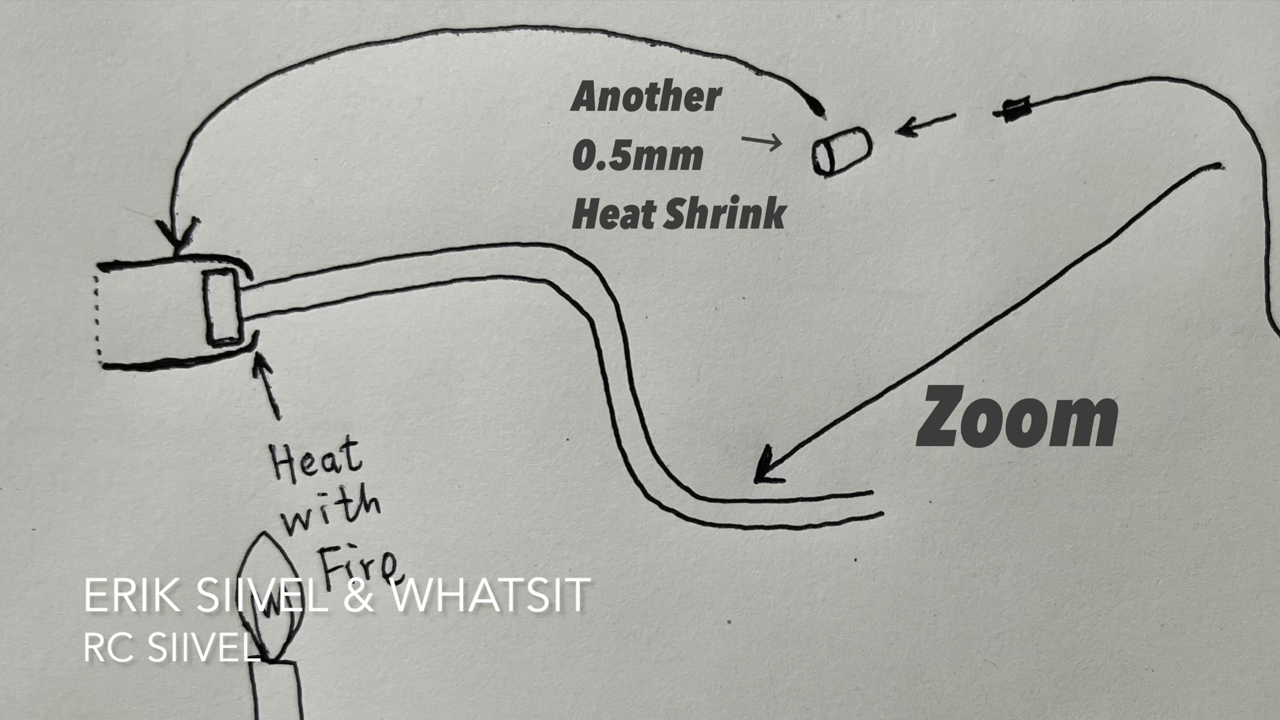 Another
0.5mm
Heat Shrink
Zoom
Heat
with
Fire
ERIK SIIVEL & WHATSIT
RC SIIVEL